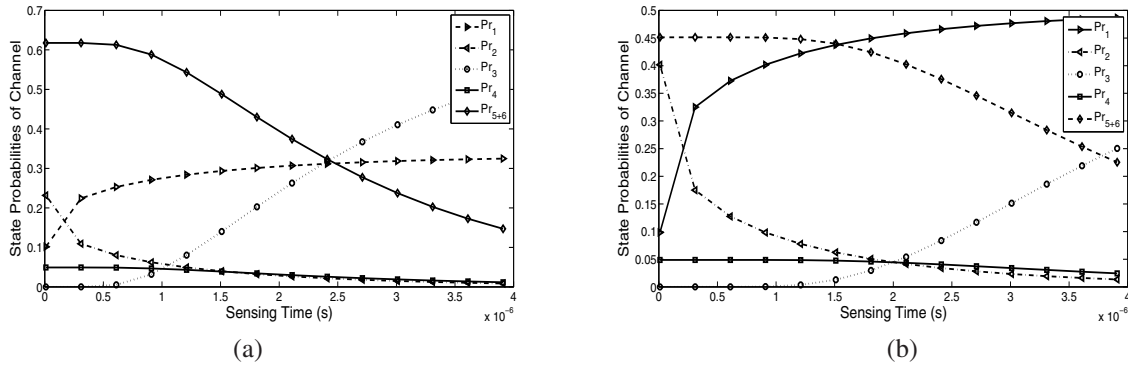 State Probabilities of Channel
0.7
0.6
0.5
0.4
0.3
0.2
0.1
0
0 0.5 1 1.5 2 2.5 3 3.5 4
x 10⁻⁶
Sensing Time (s)
Pr₁
Pr₂
Pr₃
Pr₄
Pr₅₊₆
(a)
State Probabilities of Channel
0.5
0.45
0.4
0.35
0.3
0.25
0.2
0.15
0.1
0.05
0
0 0.5 1 1.5 2 2.5 3 3.5 4
x 10⁻⁶
Sensing Time (s)
Pr₁
Pr₂
Pr₃
Pr₄
Pr₅₊₆
(b)